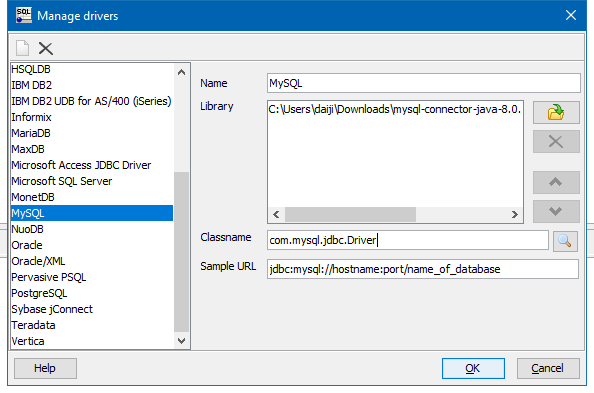 SQL
Manage drivers
HSQLDB
IBM DB2
IBM DB2 UDB for AS/400 (iSeries)
Informix
MariaDB
MaxDB
Microsoft Access JDBC Driver
Microsoft SQL Server
MonetDB
MySQL
NuoDB
Oracle
Oracle/XML
Pervasive PSQL
PostgreSQL
Sybase jConnect
Teradata
Vertica
Name
MySQL
Library
C:\Users\daiji\Downloads\mysql-connector-java-8.0.
Classname
com.mysql.jdbc.Driver
Sample URL
jdbc:mysql://hostname:port/name_of_database
Help
OK
Cancel